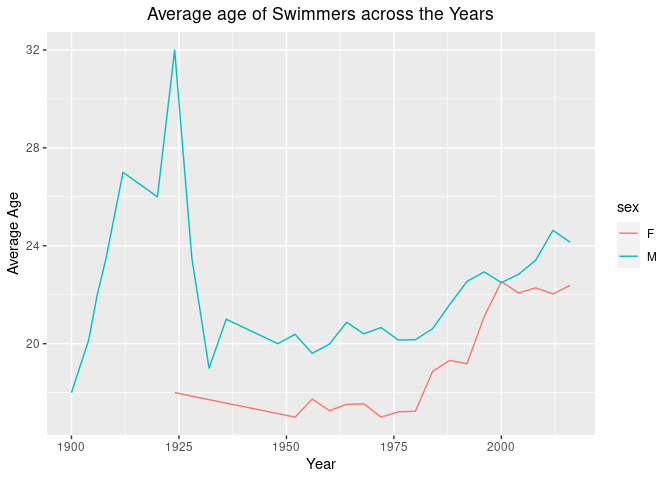 Average age of Swimmers across the Years
32
28
24
20
Average Age
1900 1925 1950 1975 2000
Year
sex
F
M